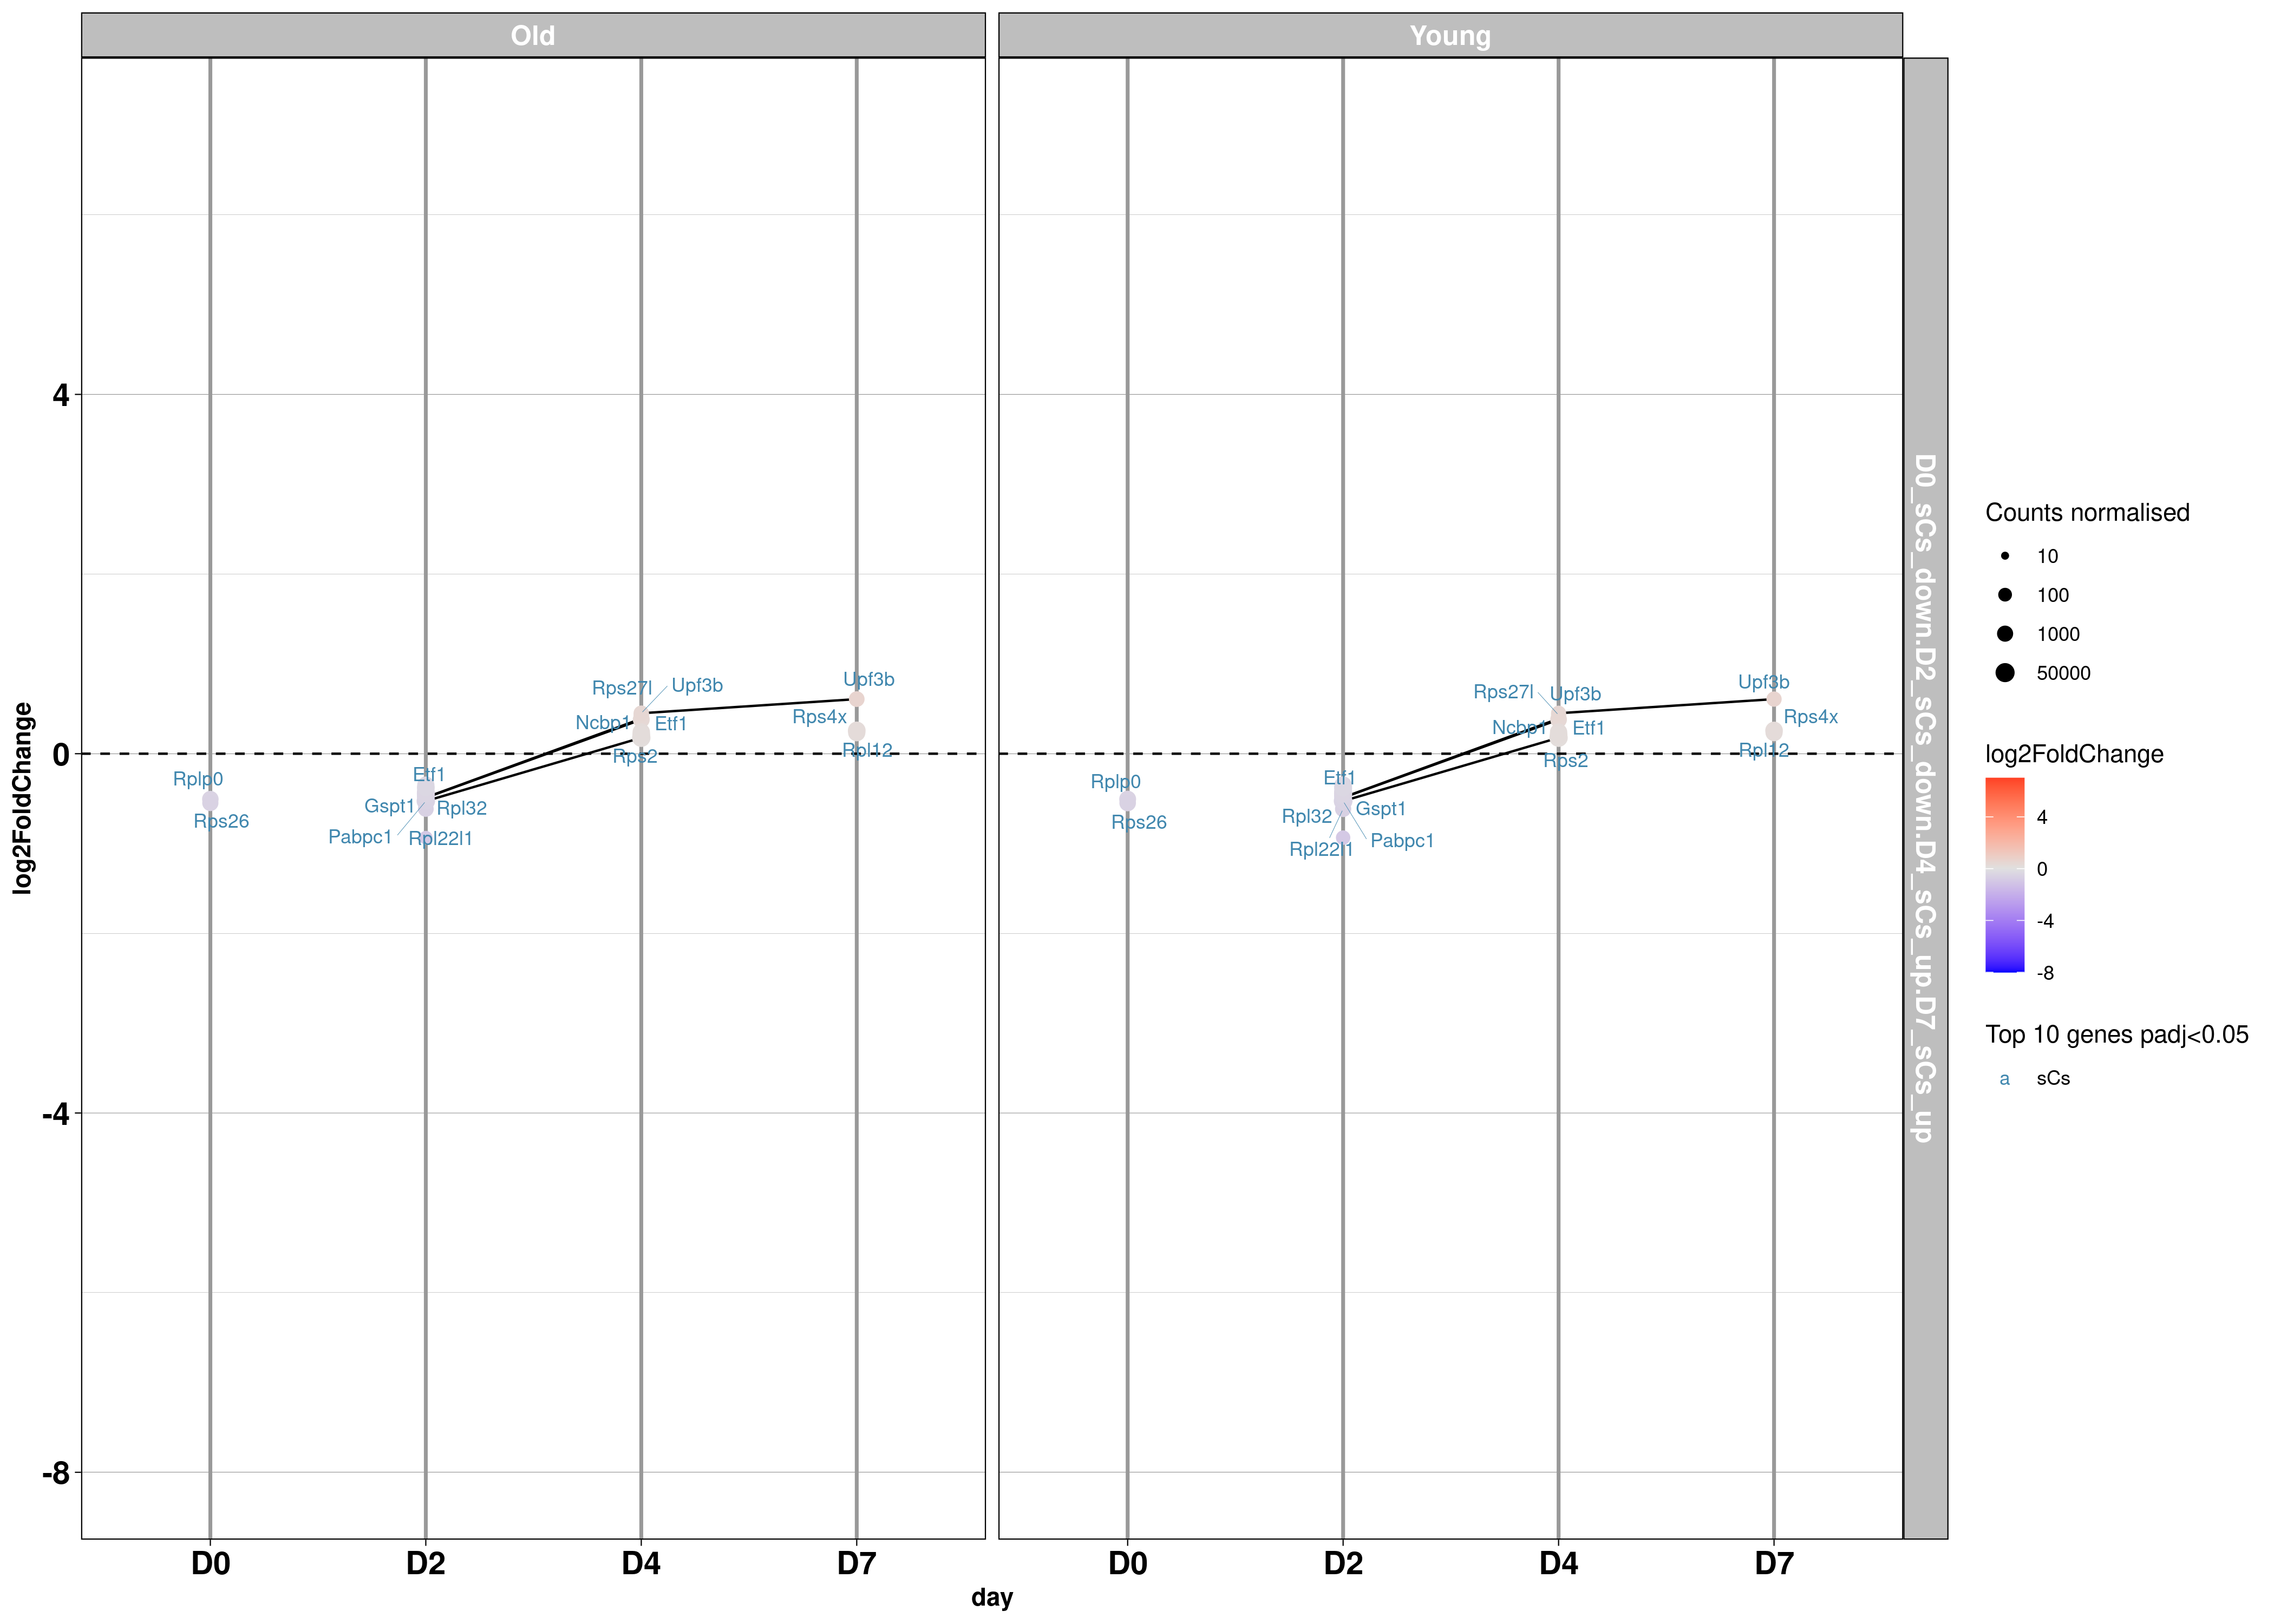 Old
Young
D0_sCs_down.D2_sCs_down.D4_sCs_up.D7_sCs_up
log2FoldChange
4
0
-4
-8
Rplp0
Rps26
Etf1
Gspt1
Rpl32
Pabpc1
Rpl22l1
Rps27l
Upf3b
Ncbp1
Etf1
Rps2
Upf3b
Rps4x
Rpl12
Rplp0
Rps26
Etf1
Rpl32
Gspt1
Rpl22l1
Pabpc1
Rps27l
Upf3b
Ncbp1
Etf1
Rps2
Upf3b
Rps4x
Rpl12
D0 D2 D4 D7
D0 D2 D4 D7
day
Counts normalised
10
100
1000
50000
log2FoldChange
4
0
-4
-8
Top 10 genes padj<0.05
a sCs